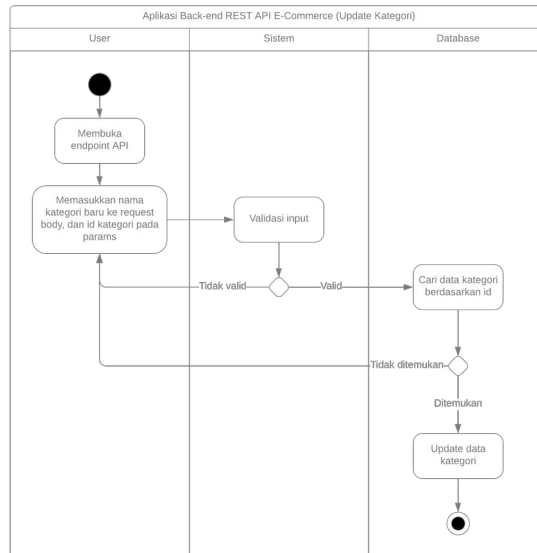 Aplikasi Back-end REST API E-Commerce (Update Kategori)
User
Sistem
Database
Membuka
endpoint API
Memasukkan nama
kategori baru ke request
body, dan id kategori pada
params
Validasi input
Tidak valid
Valid
Cari data kategori
berdasarkan id
Tidak ditemukan
Ditemukan
Update data
kategori